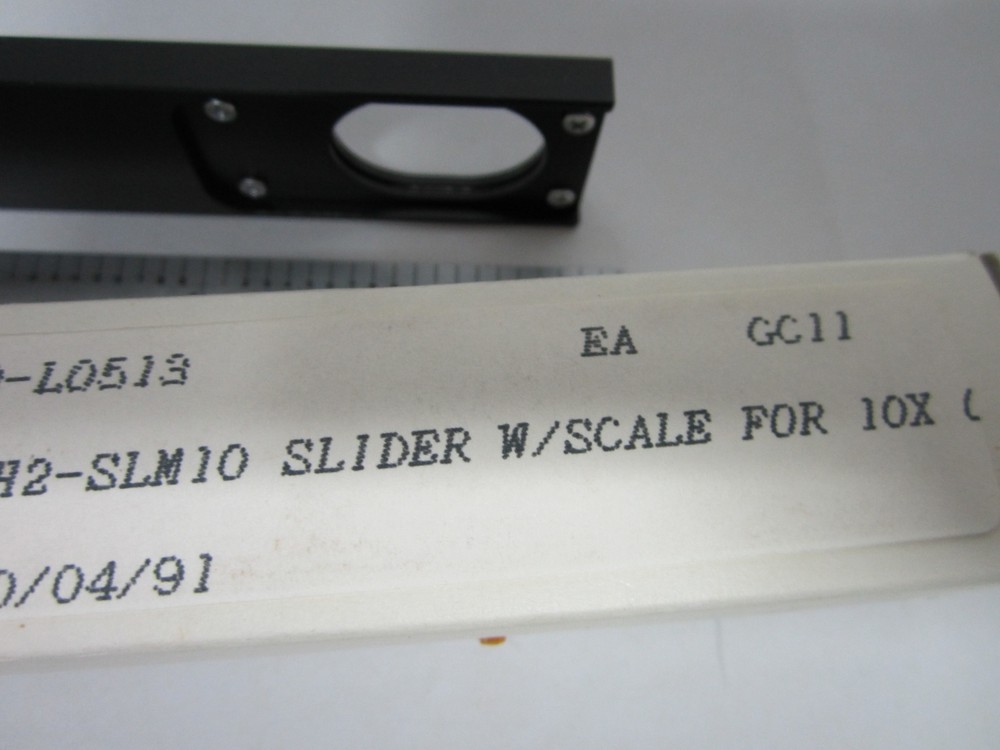 -L0513 EA GC11
H2-SLM10 SLIDER W/SCALE FOR 10X (
0/04/91